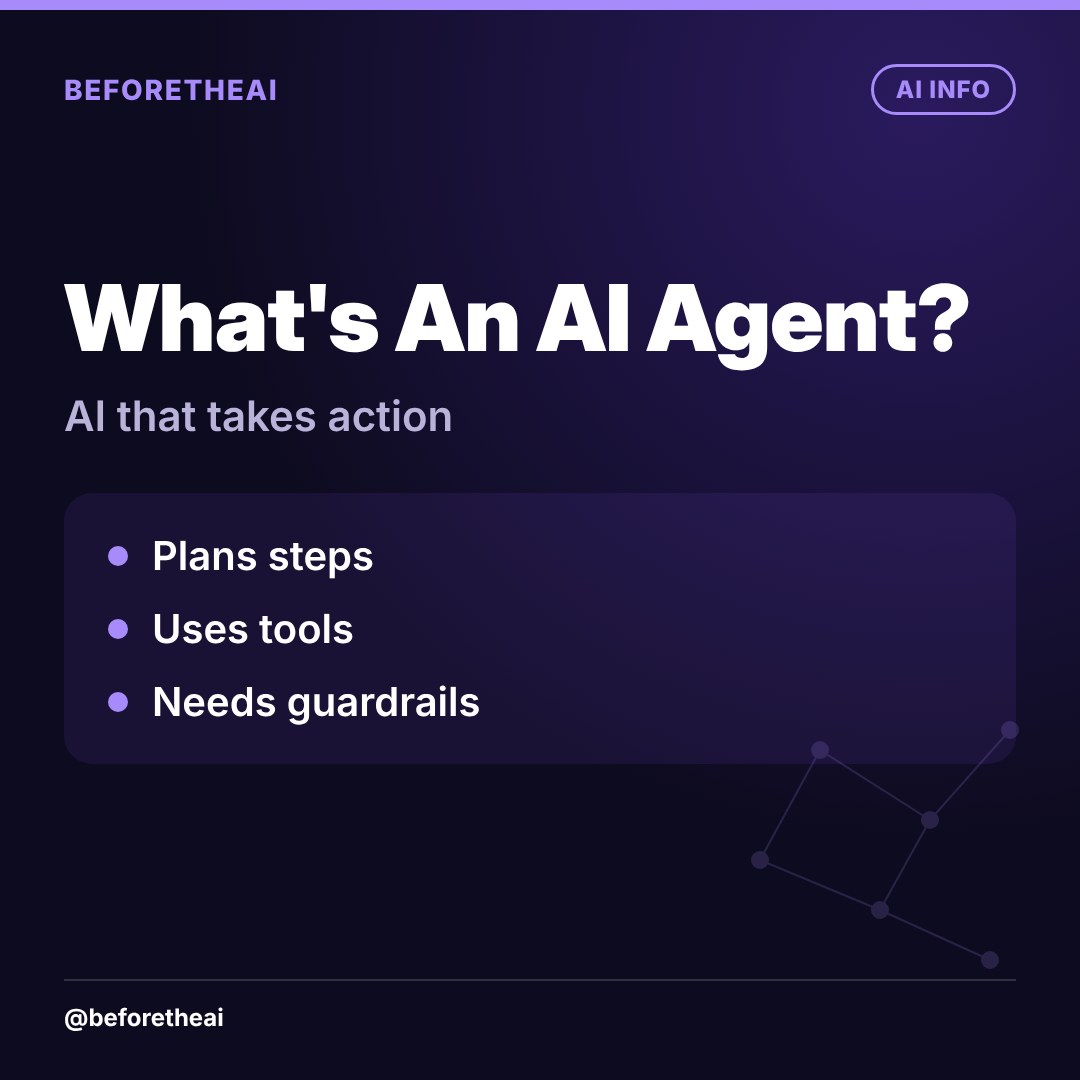 BEFORETHEAI
AI INFO
What's An AI Agent?
AI that takes action
Plans steps
Uses tools
Needs guardrails
@beforetheai